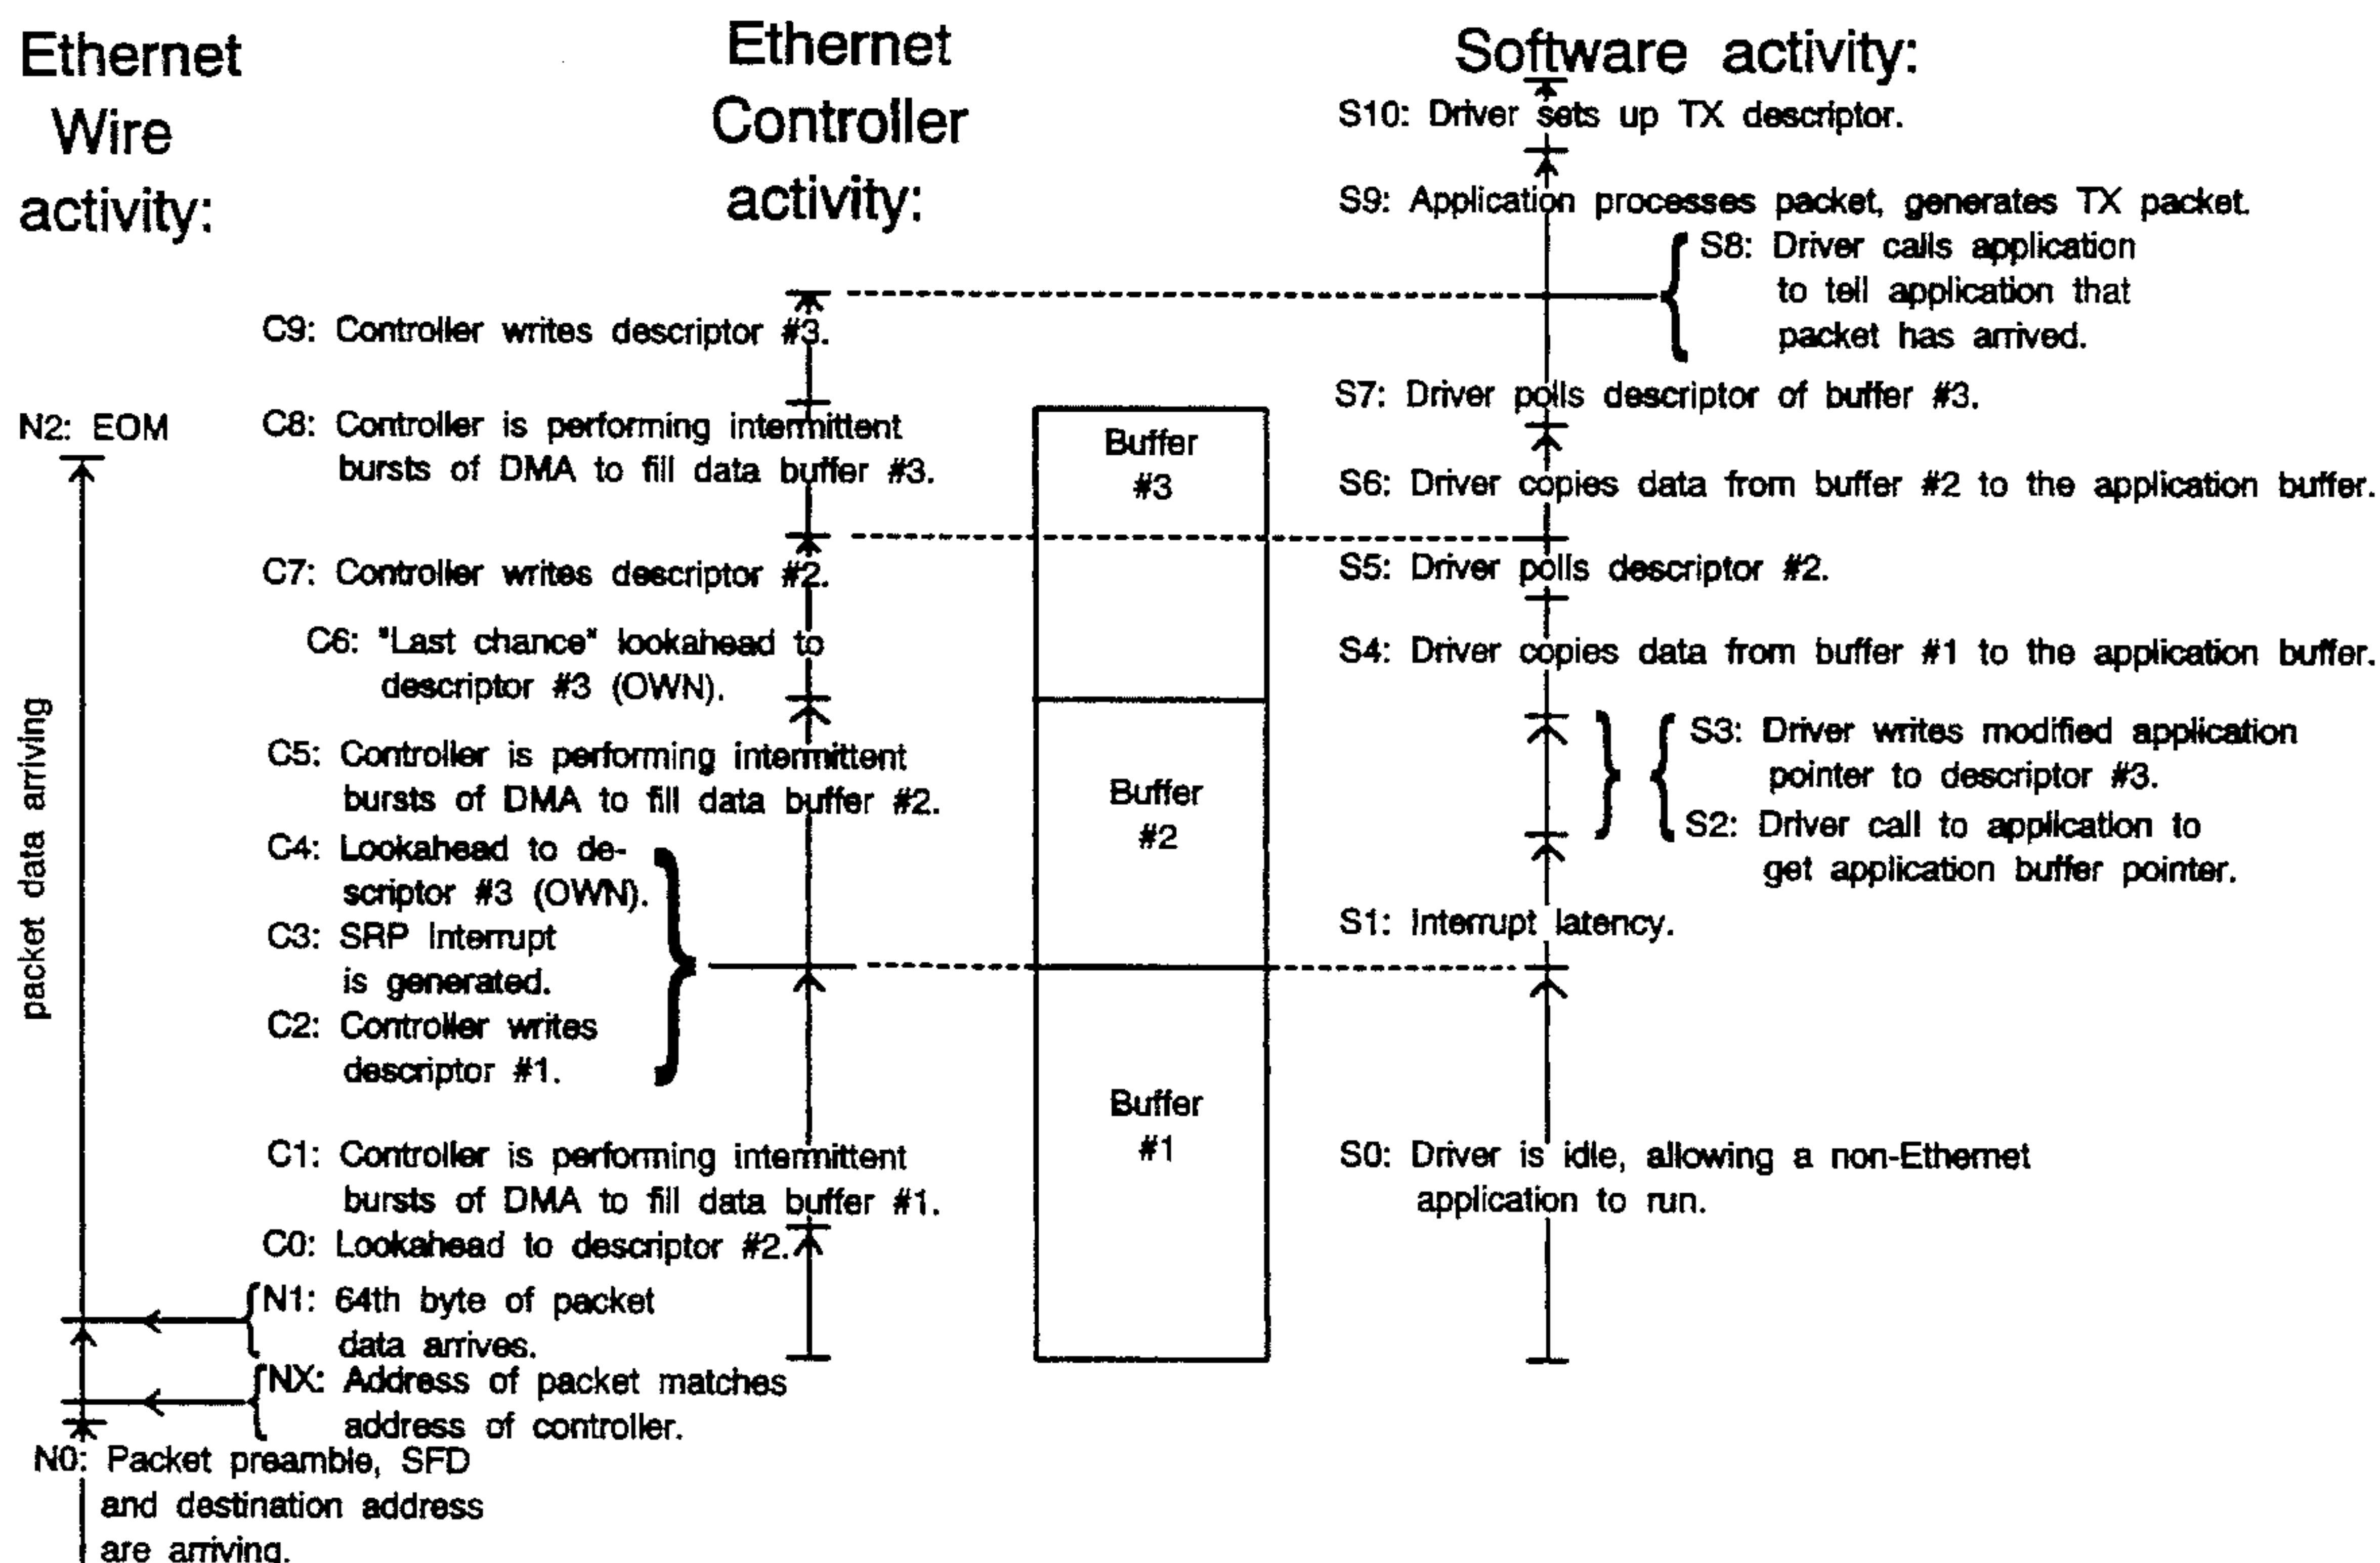 Ethernet
Wire
activity:
Ethernet
Controller
activity:
Software activity:
S10: Driver sets up TX descriptor.
S9: Application processes packet, generates TX packet.
S8: Driver calls application
to tell application that
packet has arrived.
C9: Controller writes descriptor #3.
S7: Driver polls descriptor of buffer #3.
N2: EOM
C8: Controller is performing intermittent
bursts of DMA to fill data buffer #3.
Buffer
#3
S6: Driver copies data from buffer #2 to the application buffer.
C7: Controller writes descriptor #2.
S5: Driver polls descriptor #2.
C6: "Last chance" lookahead to
descriptor #3 (OWN).
S4: Driver copies data from buffer #1 to the application buffer.
packet data arriving
C5: Controller is performing intermittent
bursts of DMA to fill data buffer #2.
Buffer
#2
S3: Driver writes modified application
pointer to descriptor #3.
S2: Driver call to application to
get application buffer pointer.
C4: Lookahead to de-
scriptor #3 (OWN).
C3: SRP Interrupt
is generated.
C2: Controller writes
descriptor #1.
S1: Interrupt latency.
Buffer
#1
C1: Controller is performing intermittent
bursts of DMA to fill data buffer #1.
S0: Driver is idle, allowing a non-Ethernet
application to run.
C0: Lookahead to descriptor #2.
N1: 64th byte of packet
data arrives.
NX: Address of packet matches
address of controller.
N0: Packet preamble, SFD
and destination address
are arriving.